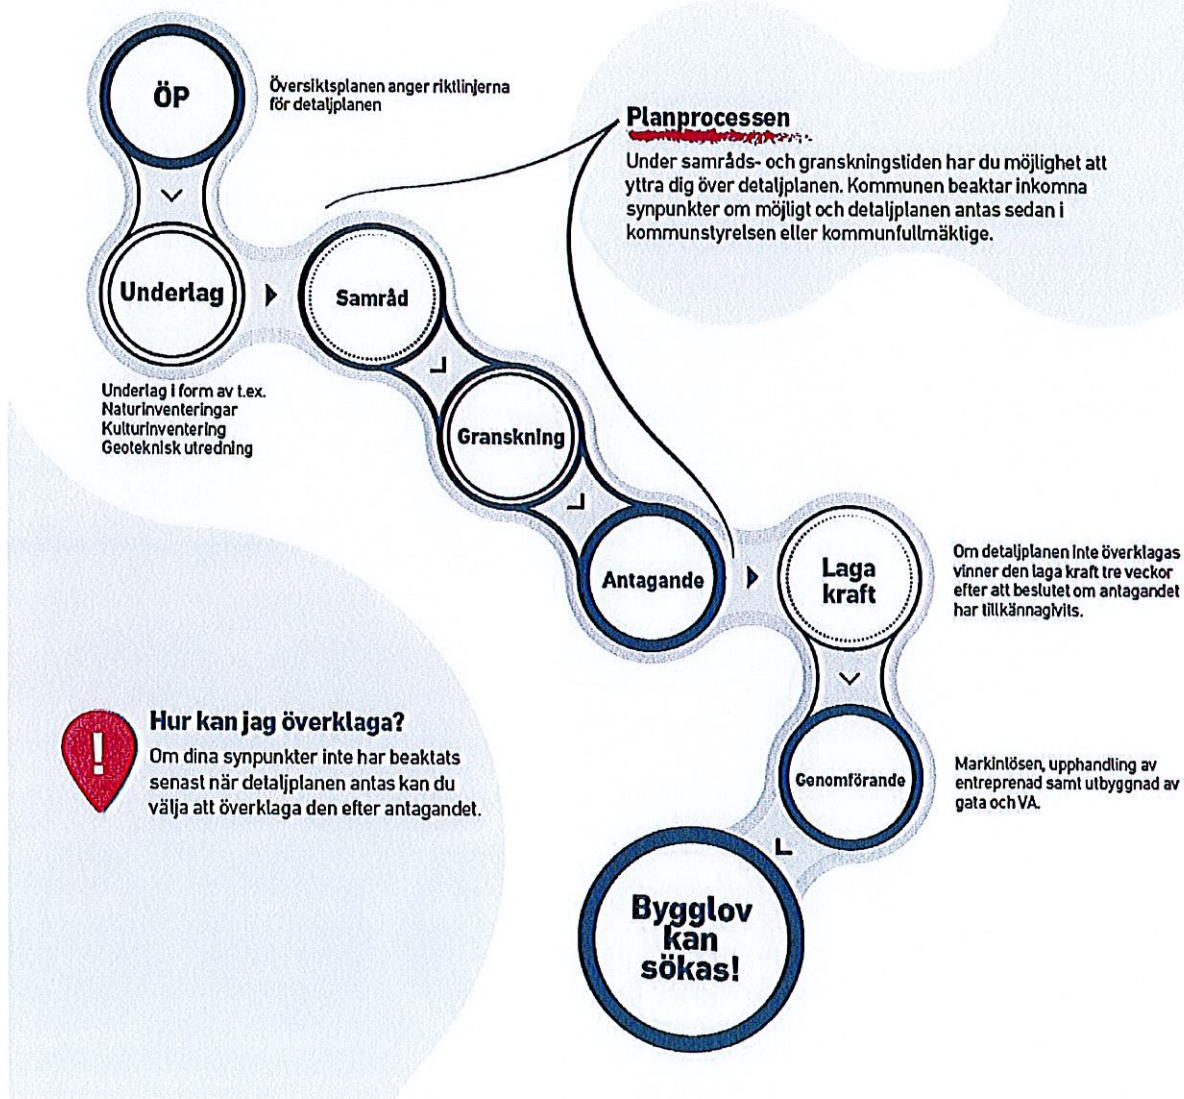 ÖP
Översiktsplanen anger riktlinjerna
för detaljplanen
Planprocessen
Under samråds- och granskningstiden har du möjlighet att
yttra dig över detaljplanen. Kommunen beaktar inkomna
synpunkter om möjligt och detaljplanen antas sedan i
kommunstyrelsen eller kommunfullmäktige.
Underlag
Samråd
Underlag i form av t.ex.
Naturinventeringar
Kulturinventering
Geoteknisk utredning
Granskning
Antagande
Laga
kraft
Om detaljplanen inte överklagas
vinner den laga kraft tre veckor
efter att beslutet om antagandet
har tillkännagivits.
Hur kan jag överklaga?
Om dina synpunkter inte har beaktats
senast när detaljplanen antas kan du
välja att överklaga den efter antagandet.
Genomförande
Markinlösen, upphandling av
entreprenad samt utbyggnad av
gata och VA.
Bygglov
kan
sökas!